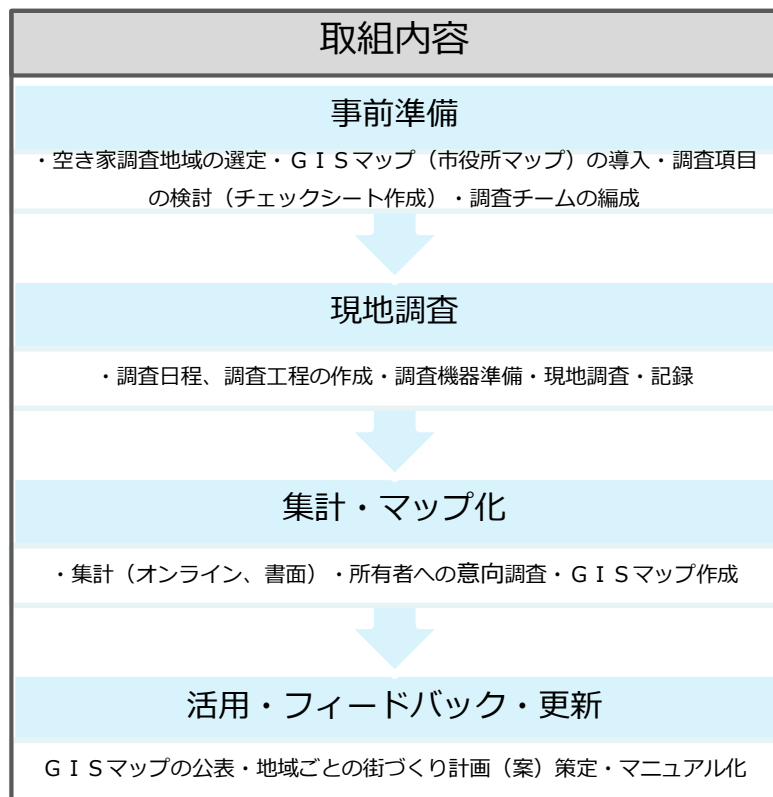 取組内容
事前準備
・空き家調査地域の選定・ＧＩＳマップ（市役所マップ）の導入・調査項目
の検討（チェックシート作成）・調査チームの編成
現地調査
・調査日程、調査工程の作成・調査機器準備・現地調査・記録
集計・マップ化
・集計（オンライン、書面）・所有者への意向調査・ＧＩＳマップ作成
活用・フィードバック・更新
ＧＩＳマップの公表・地域ごとの街づくり計画（案）策定・マニュアル化